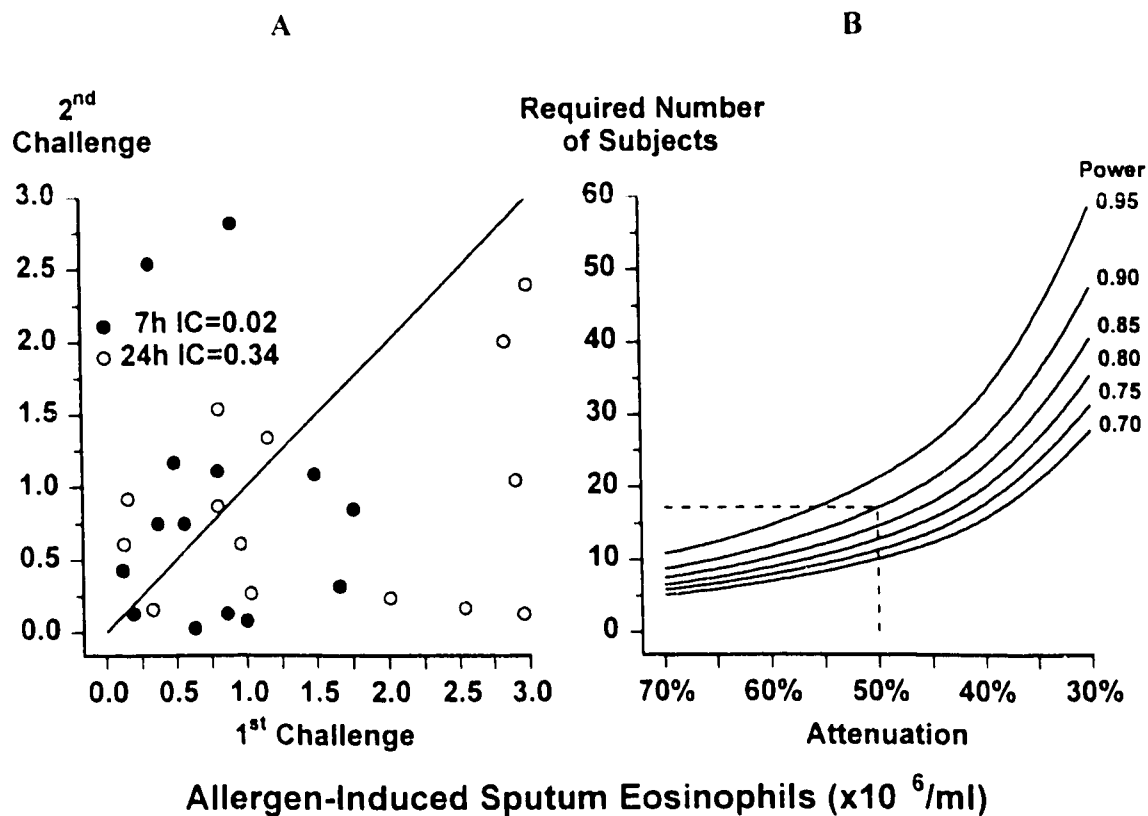 A
B
2nd
Challenge
3.0
2.5
2.0
1.5
1.0
0.5
0.0
7h IC=0.02
24h IC=0.34
0.0 0.5 1.0 1.5 2.0 2.5 3.0
1st Challenge
Required Number
of Subjects
60
50
40
30
20
10
0
Power
0.95
0.90
0.85
0.80
0.75
0.70
70% 60% 50% 40% 30%
Attenuation
Allergen-Induced Sputum Eosinophils (x10 6/ml)